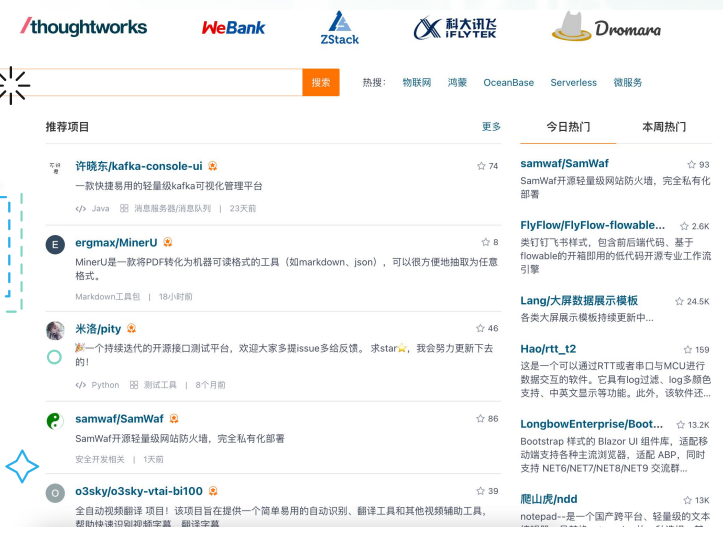 /thoughtworks
WeBank
ZStack
科大讯飞
iFLYTEK
Dromara
搜索
热搜： 物联网 鸿蒙 OceanBase Serverless 微服务
推荐项目 更多
许晓东/kafka-console-ui 74
一款快捷易用的轻量级kafka可视化管理平台
</> Java 消息服务器/消息队列 | 23天前
E
ergmax/MinerU 8
MinerU是一款将PDF转化为机器可读格式的工具（如markdown、json），可以很方便地抽取为任意
格式。
Markdown工具包 | 18小时前
米洛/pity 46
🎉一个持续迭代的开源接口测试平台，欢迎大家多提issue多给反馈。 求star⭐，我会努力更新下去
的！
</> Python 测试工具 | 8个月前
samwaf/SamWaf 86
SamWaf开源轻量级网站防火墙，完全私有化部署
安全开发相关 | 1天前
O
o3sky/o3sky-vtai-bi100 39
全自动视频翻译 项目！该项目旨在提供一个简单易用的自动识别、翻译工具和其他视频辅助工具，
帮助快速识别视频字幕、翻译字幕
今日热门 本周热门
samwaf/SamWaf 93
SamWaf开源轻量级网站防火墙，完全私有化
部署
FlyFlow/FlyFlow-flowable... 2.6K
类钉钉飞书样式，包含前后端代码、基于
flowable的开箱即用的低代码开源专业工作流
引擎
Lang/大屏数据展示模板 24.5K
各类大屏展示模板持续更新中...
Hao/rtt_t2 159
这是一个可以通过RTT或者串口与MCU进行
数据交互的软件。它具有log过滤、log多颜色
支持、中英文显示等功能。此外，该软件还...
LongbowEnterprise/Boot... 13.2K
Bootstrap 样式的 Blazor UI 组件库，适配移
动端支持各种主流浏览器，适配 ABP，同时
支持 NET6/NET7/NET8/NET9 交流群...
爬山虎/ndd 13K
notepad--是一个国产跨平台、轻量级的文本